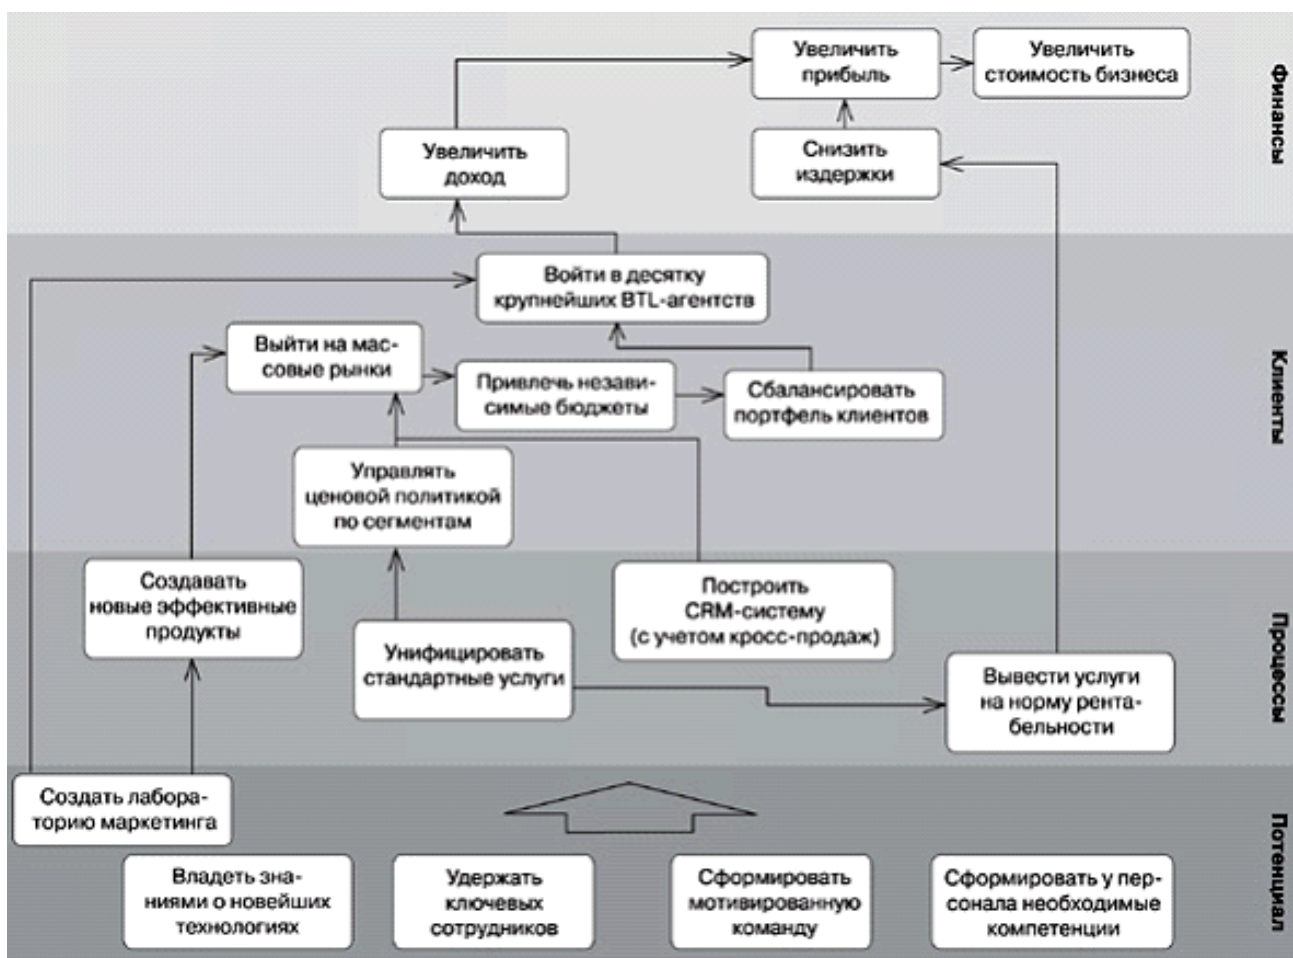 Увеличить
прибыль
Увеличить
стоимость бизнеса
Финансы
Увеличить
доход
Снизить
издержки
Войти в десятку
крупнейших BTL-агентств
Выйти на мас-
совые рынки
Привлечь незави-
симые бюджеты
Сбалансировать
портфель клиентов
Клиенты
Управлять
ценовой политикой
по сегментам
Создавать
новые эффективные
продукты
Построить
CRM-систему
(с учетом кросс-продаж)
Унифицировать
стандартные услуги
Вывести услуги
на норму рента-
бельности
Процессы
Создать лабора-
торию маркетинга
Потенциал
Владеть зна-
ниями о новейших
технологиях
Удержать
ключевых
сотрудников
Сформировать
мотивированную
команду
Сформировать у пер-
сонала необходимые
компетенции